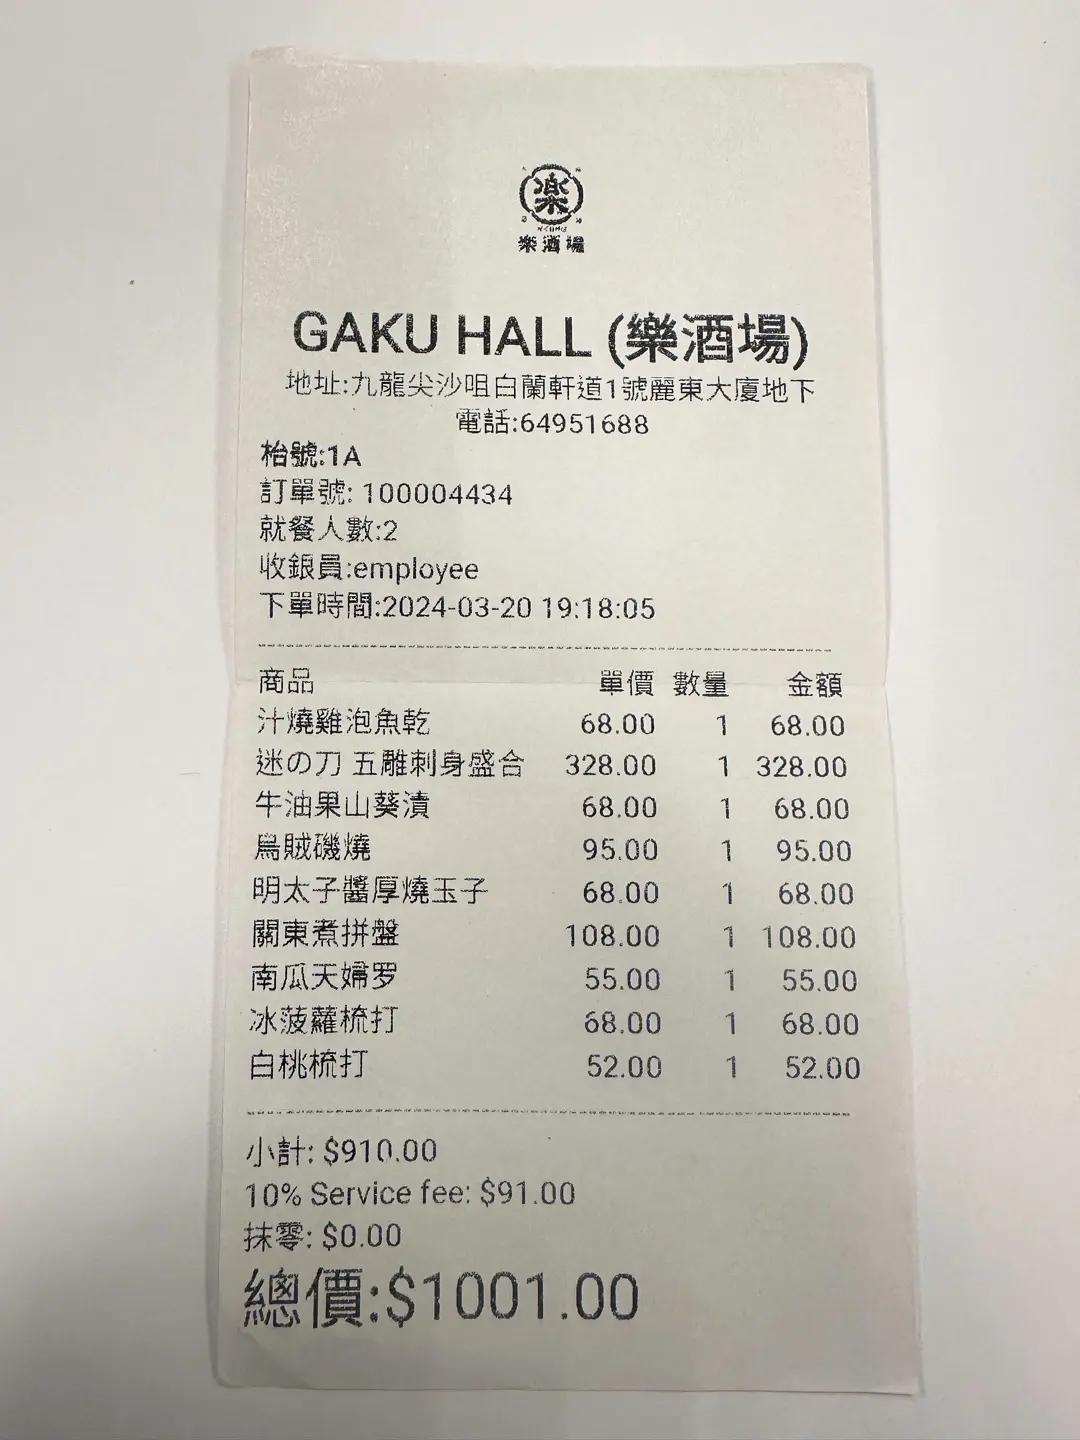 楽
樂酒場
GAKU HALL (樂酒場)
地址:九龍尖沙咀白蘭軒道1號麗東大廈地下
電話:64951688
枱號:1A
訂單號: 100004434
就餐人數:2
收銀員:employee
下單時間:2024-03-20 19:18:05
商品 單價 數量 金額
汁燒雞泡魚乾 68.00 1 68.00
迷の刀 五雕刺身盛合 328.00 1 328.00
牛油果山葵漬 68.00 1 68.00
烏賊磯燒 95.00 1 95.00
明太子醬厚燒玉子 68.00 1 68.00
關東煮拼盤 108.00 1 108.00
南瓜天婦罗 55.00 1 55.00
冰菠蘿梳打 68.00 1 68.00
白桃梳打 52.00 1 52.00
小計: $910.00
10% Service fee: $91.00
抹零: $0.00
總價:$1001.00